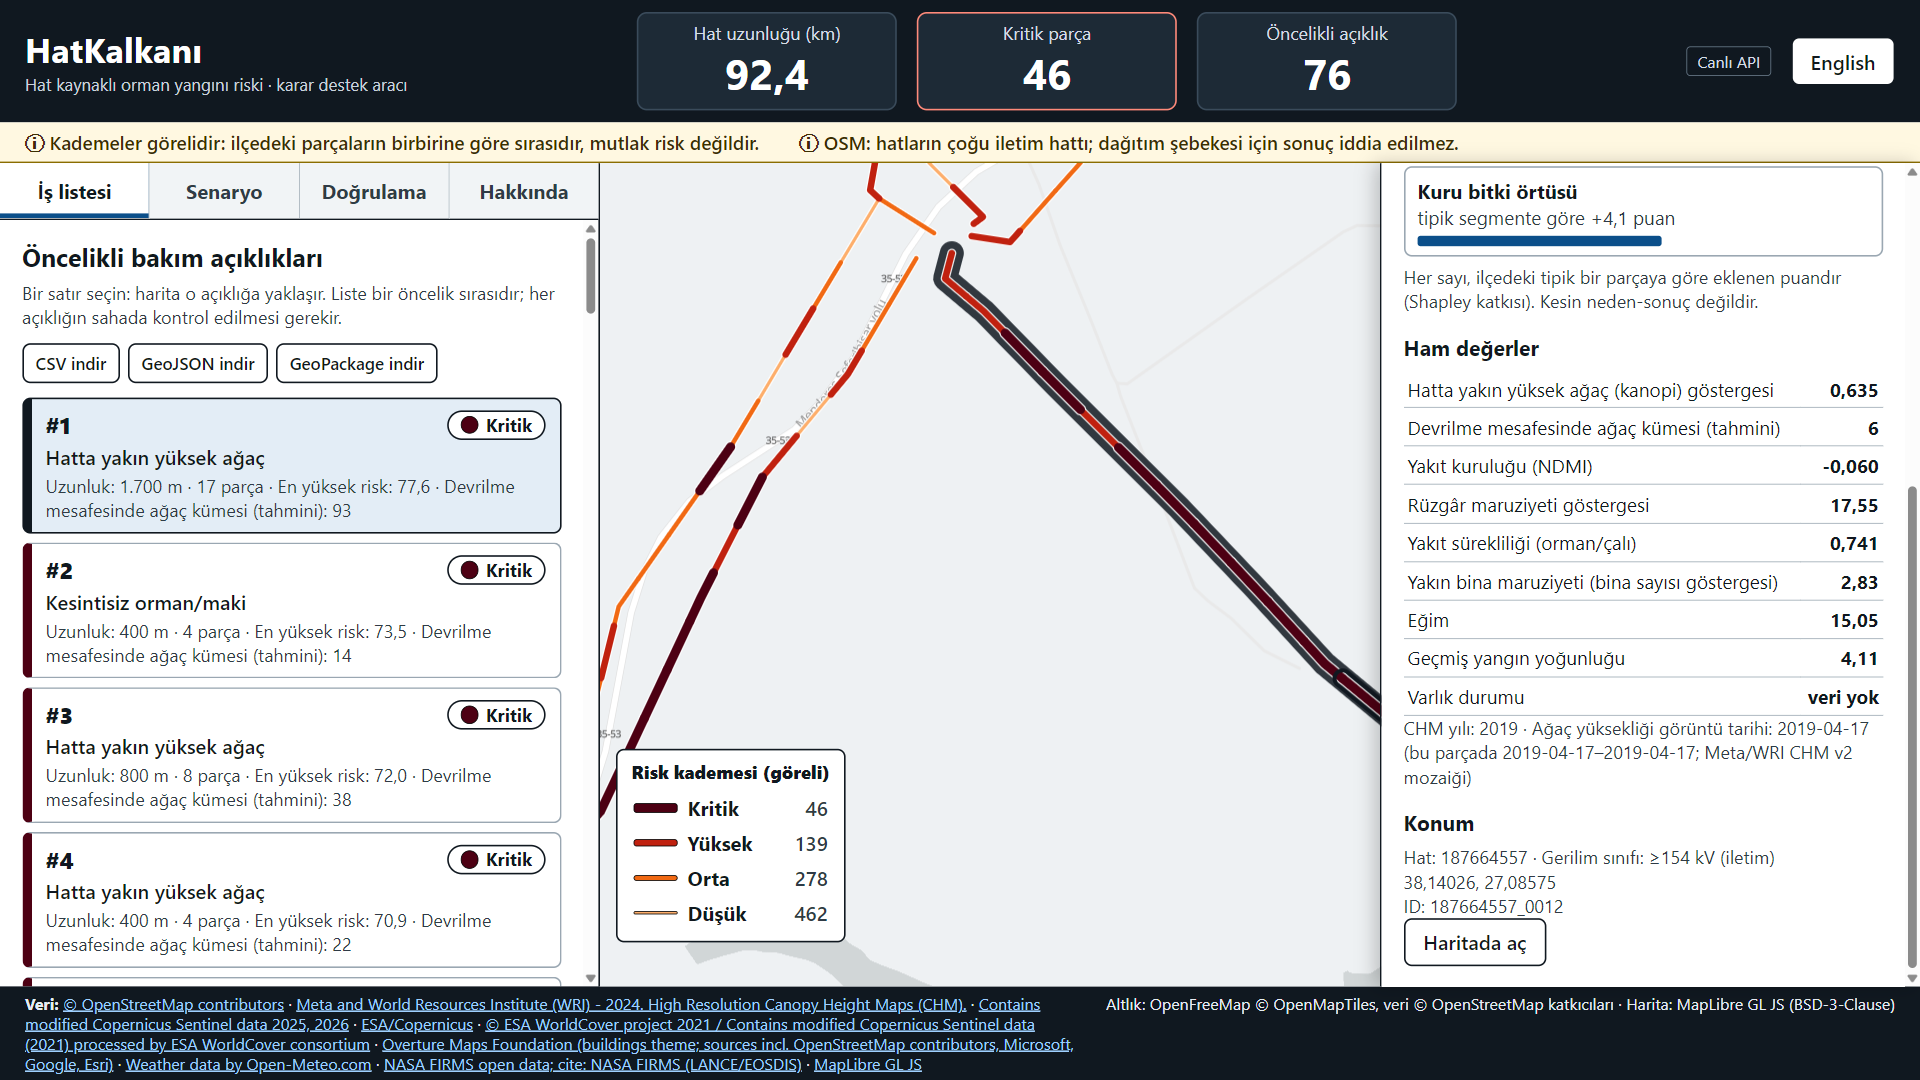 HatKalkanı
Hat kaynaklı orman yangını riski · karar destek aracı
Hat uzunluğu (km)
92,4
Kritik parça
46
Öncelikli açıklık
76
Canlı API
English
Kademeler görelidir: ilçedeki parçaların birbirine göre sırasıdır, mutlak risk değildir.
OSM: hatların çoğu iletim hattı; dağıtım şebekesi için sonuç iddia edilmez.
İş listesi
Senaryo
Doğrulama
Hakkında
Öncelikli bakım açıklıkları
Bir satır seçin: harita o açıklığa yaklaşır. Liste bir öncelik sırasıdır; her
açıklığın sahada kontrol edilmesi gerekir.
CSV indir
GeoJSON indir
GeoPackage indir
#1
Kritik
Hatta yakın yüksek ağaç
Uzunluk: 1.700 m · 17 parça · En yüksek risk: 77,6 · Devrilme
mesafesinde ağaç kümesi (tahmini): 93
#2
Kritik
Kesintisiz orman/maki
Uzunluk: 400 m · 4 parça · En yüksek risk: 73,5 · Devrilme
mesafesinde ağaç kümesi (tahmini): 14
#3
Kritik
Hatta yakın yüksek ağaç
Uzunluk: 800 m · 8 parça · En yüksek risk: 72,0 · Devrilme
mesafesinde ağaç kümesi (tahmini): 38
#4
Kritik
Hatta yakın yüksek ağaç
Uzunluk: 400 m · 4 parça · En yüksek risk: 70,9 · Devrilme
mesafesinde ağaç kümesi (tahmini): 22
Risk kademesi (göreli)
Kritik 46
Yüksek 139
Orta 278
Düşük 462
Kuru bitki örtüsü
tipik segmente göre +4,1 puan
Her sayı, ilçedeki tipik bir parçaya göre eklenen puandır
(Shapley katkısı). Kesin neden-sonuç değildir.
Ham değerler
Hatta yakın yüksek ağaç (kanopi) göstergesi 0,635
Devrilme mesafesinde ağaç kümesi (tahmini) 6
Yakıt kuruluğu (NDMI) -0,060
Rüzgâr maruziyeti göstergesi 17,55
Yakıt sürekliliği (orman/çalı) 0,741
Yakın bina maruziyeti (bina sayısı göstergesi) 2,83
Eğim 15,05
Geçmiş yangın yoğunluğu 4,11
Varlık durumu veri yok
CHM yılı: 2019 · Ağaç yüksekliği görüntü tarihi: 2019-04-17
(bu parçada 2019-04-17–2019-04-17; Meta/WRI CHM v2
mozaiği)
Konum
Hat: 187664557 · Gerilim sınıfı: ≥154 kV (iletim)
38,14026, 27,08575
ID: 187664557_0012
Haritada aç
Veri: © OpenStreetMap contributors · Meta and World Resources Institute (WRI) - 2024. High Resolution Canopy Height Maps (CHM). · Contains
modified Copernicus Sentinel data 2025, 2026 · ESA/Copernicus · © ESA WorldCover project 2021 / Contains modified Copernicus Sentinel data
(2021) processed by ESA WorldCover consortium · Overture Maps Foundation (buildings theme; sources incl. OpenStreetMap contributors, Microsoft,
Google, Esri) · Weather data by Open-Meteo.com · NASA FIRMS open data; cite: NASA FIRMS (LANCE/EOSDIS) · MapLibre GL JS
Altlık: OpenFreeMap © OpenMapTiles, veri © OpenStreetMap katkıcıları · Harita: MapLibre GL JS (BSD-3-Clause)